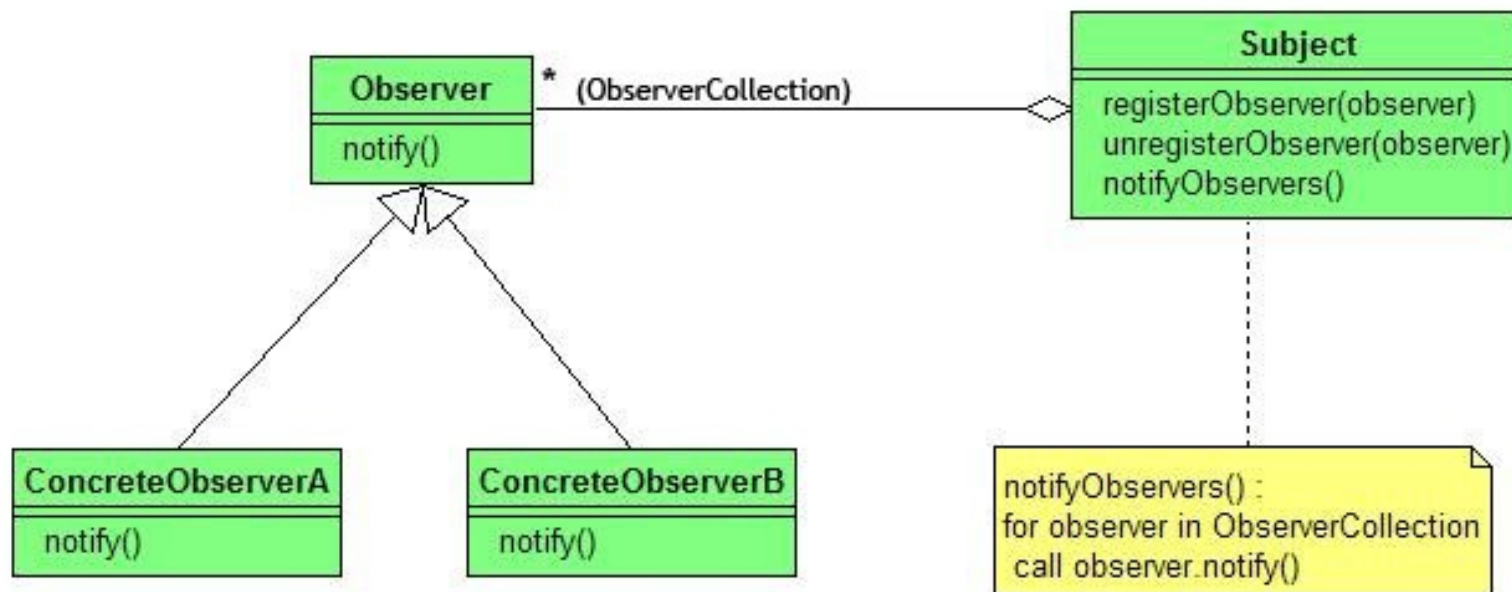 Observer
notify()
* (ObserverCollection)
Subject
registerObserver(observer)
unregisterObserver(observer)
notifyObservers()
ConcreteObserverA
notify()
ConcreteObserverB
notify()
notifyObservers() :
for observer in ObserverCollection
call observer.notify()